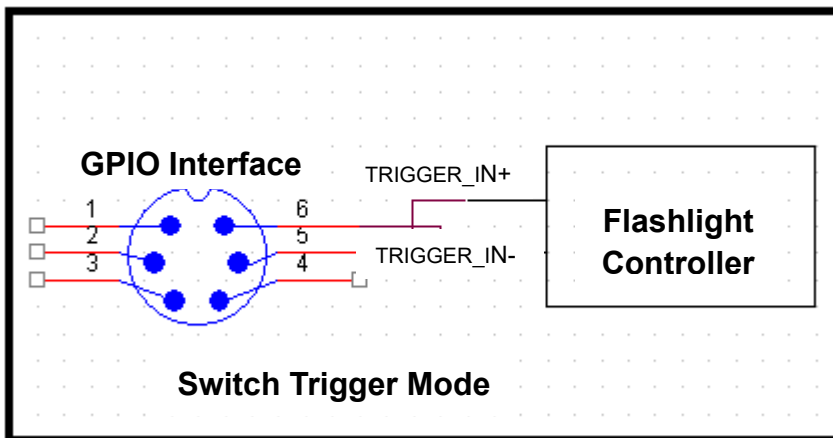 GPIO Interface
TRIGGER_IN+
1
6
2
5
TRIGGER_IN-
3
4
Flashlight
Controller
Switch Trigger Mode